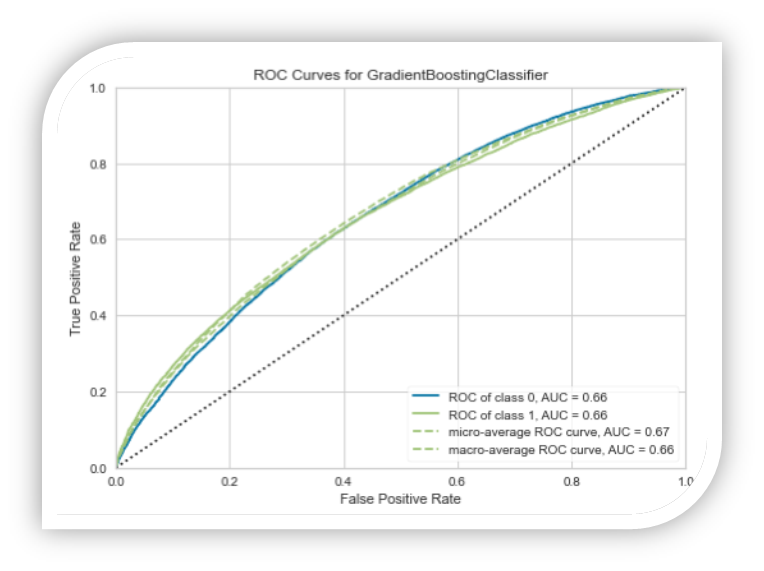 ROC Curves for GradientBoostingClassifier
1.0
0.8
0.6
0.4
0.2
0.0
True Positive Rate
ROC of class 0, AUC = 0.66
ROC of class 1, AUC = 0.66
micro-average ROC curve, AUC = 0.67
macro-average ROC curve, AUC = 0.66
0.0 0.2 0.4 0.6 0.8 1.0
False Positive Rate